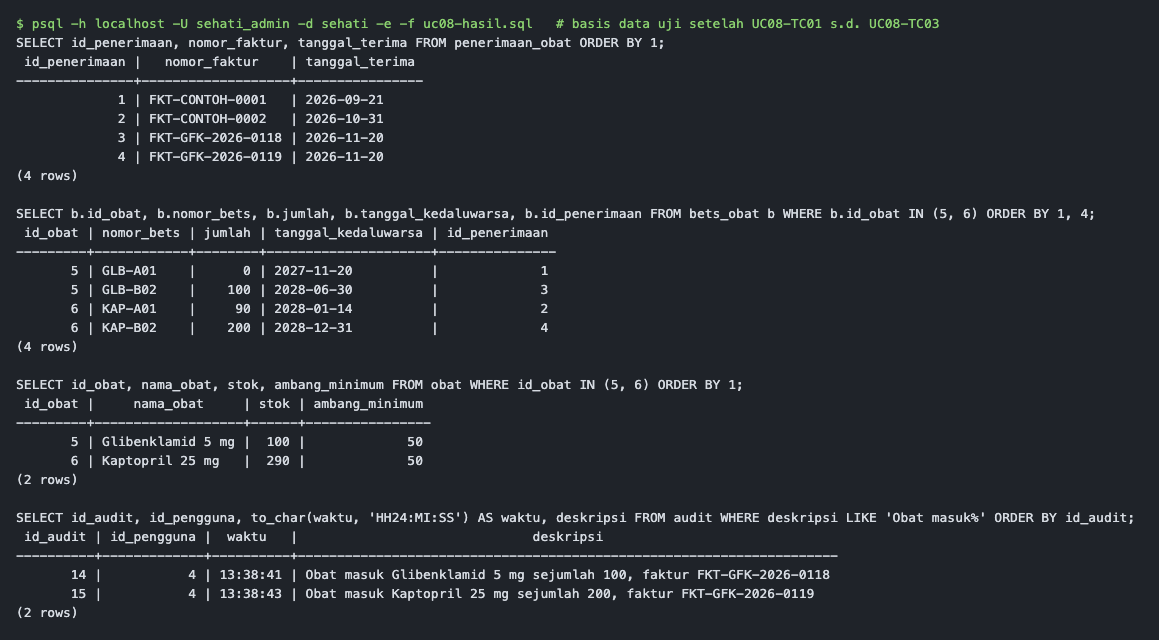 $ psql -h localhost -U sehati_admin -d sehati -e -f uc08-hasil.sql   # basis data uji setelah UC08-TC01 s.d. UC08-TC03
SELECT id_penerimaan, nomor_faktur, tanggal_terima FROM penerimaan_obat ORDER BY 1;
 id_penerimaan |   nomor_faktur    | tanggal_terima
---------------+-------------------+----------------
             1 | FKT-CONTOH-0001   | 2026-09-21
             2 | FKT-CONTOH-0002   | 2026-10-31
             3 | FKT-GFK-2026-0118 | 2026-11-20
             4 | FKT-GFK-2026-0119 | 2026-11-20
(4 rows)

SELECT b.id_obat, b.nomor_bets, b.jumlah, b.tanggal_kedaluwarsa, b.id_penerimaan FROM bets_obat b WHERE b.id_obat IN (5, 6) ORDER BY 1, 4;
 id_obat | nomor_bets | jumlah | tanggal_kedaluwarsa | id_penerimaan
---------+------------+--------+---------------------+---------------
       5 | GLB-A01    |      0 | 2027-11-20          |             1
       5 | GLB-B02    |    100 | 2028-06-30          |             3
       6 | KAP-A01    |     90 | 2028-01-14          |             2
       6 | KAP-B02    |    200 | 2028-12-31          |             4
(4 rows)

SELECT id_obat, nama_obat, stok, ambang_minimum FROM obat WHERE id_obat IN (5, 6) ORDER BY 1;
 id_obat |     nama_obat     | stok | ambang_minimum
---------+-------------------+------+----------------
       5 | Glibenklamid 5 mg |  100 |             50
       6 | Kaptopril 25 mg   |  290 |             50
(2 rows)

SELECT id_audit, id_pengguna, to_char(waktu, 'HH24:MI:SS') AS waktu, deskripsi FROM audit WHERE deskripsi LIKE 'Obat masuk%' ORDER BY id_audit;
 id_audit | id_pengguna |  waktu   |                              deskripsi
----------+-------------+----------+---------------------------------------------------------------------
       14 |           4 | 13:38:41 | Obat masuk Glibenklamid 5 mg sejumlah 100, faktur FKT-GFK-2026-0118
       15 |           4 | 13:38:43 | Obat masuk Kaptopril 25 mg sejumlah 200, faktur FKT-GFK-2026-0119
(2 rows)